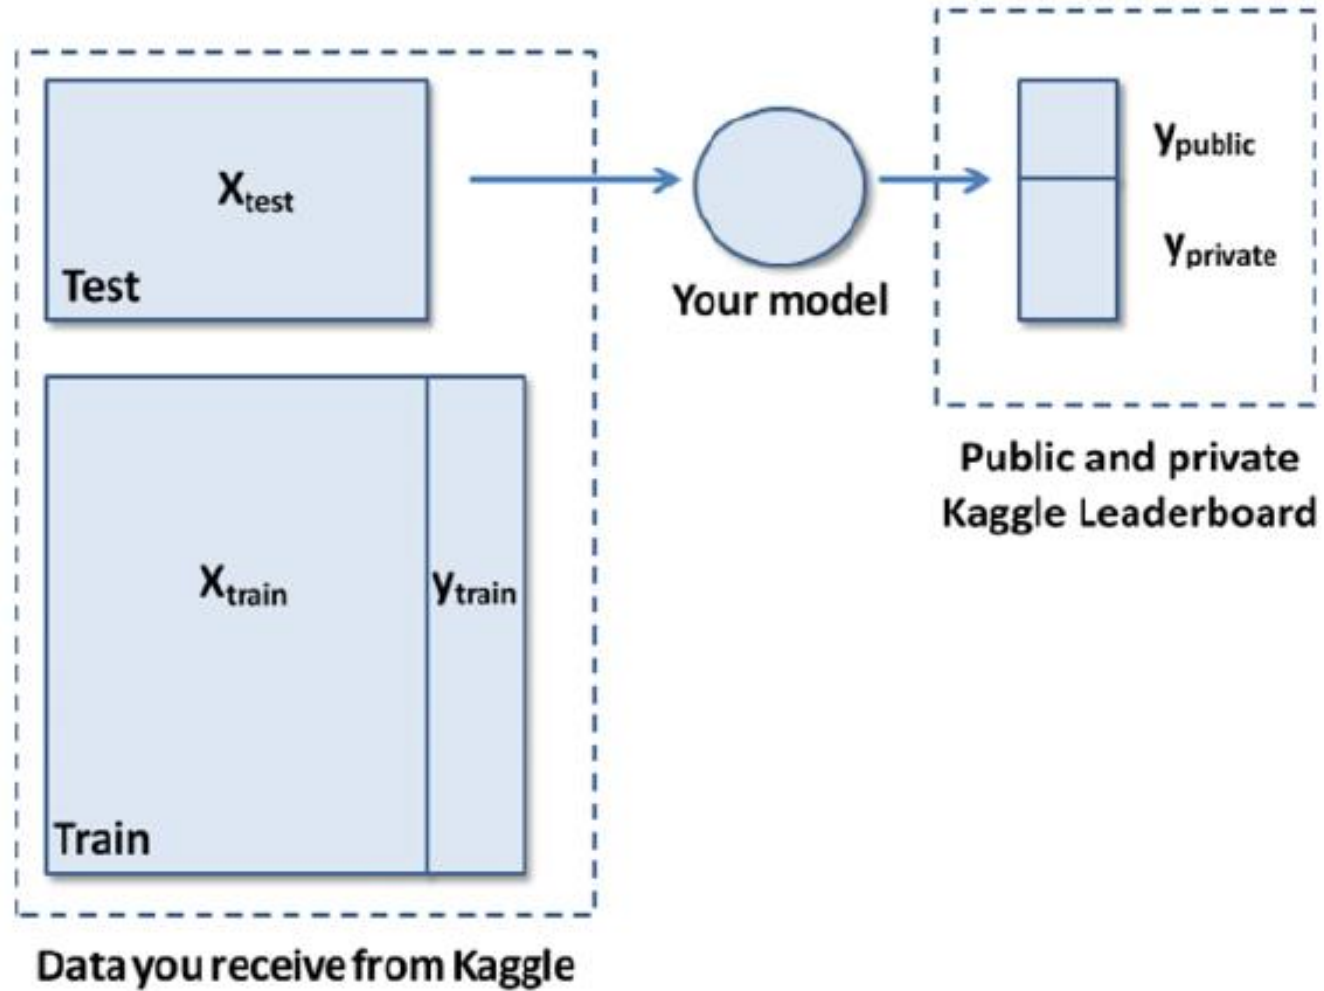 X_test
Test
Your model
y_public
y_private
Public and private
Kaggle Leaderboard
X_train
y_train
Train
Data you receive from Kaggle